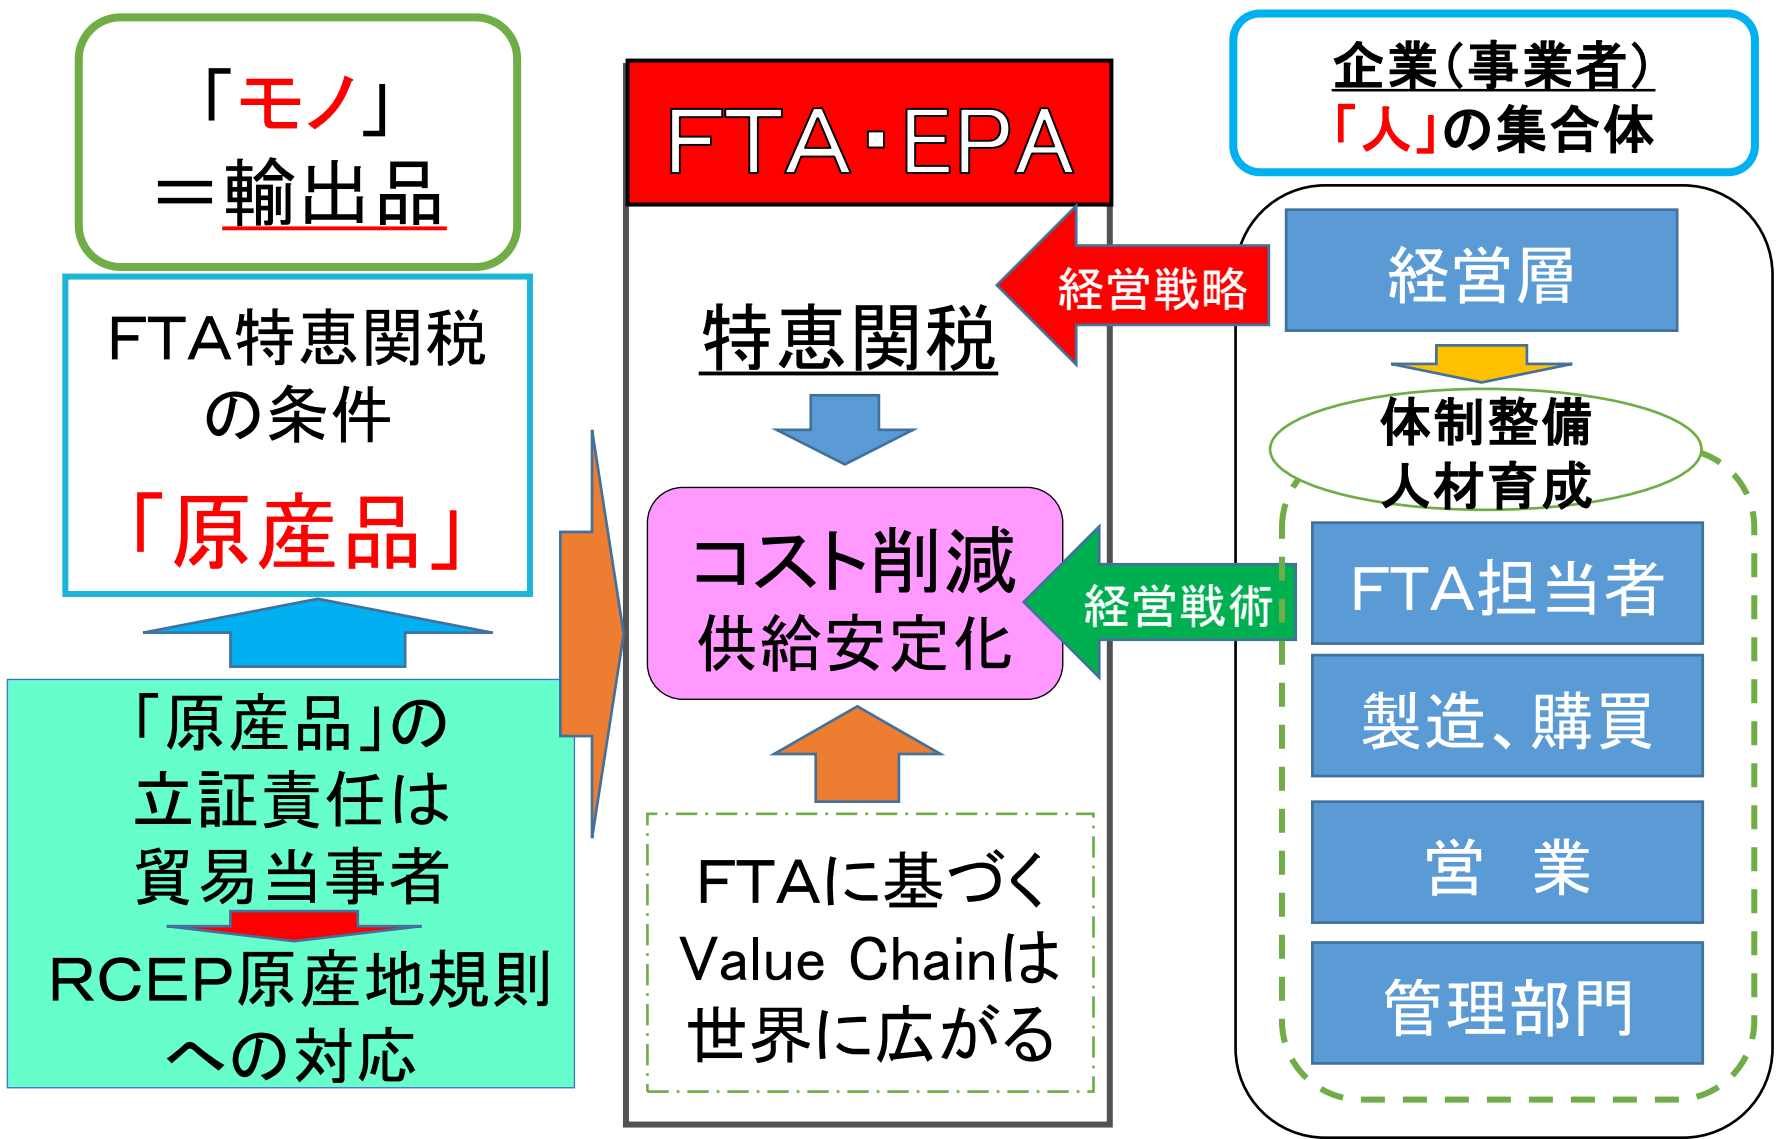 「モノ」
＝輸出品
FTA特恵関税
の条件
「原産品」
「原産品」の
立証責任は
貿易当事者
RCEP原産地規則
への対応
FTA・EPA
特恵関税
コスト削減
供給安定化
FTAに基づく
Value Chainは
世界に広がる
経営戦略
経営戦術
企業（事業者）
「人」の集合体
経営層
体制整備
人材育成
FTA担当者
製造、購買
営　業
管理部門